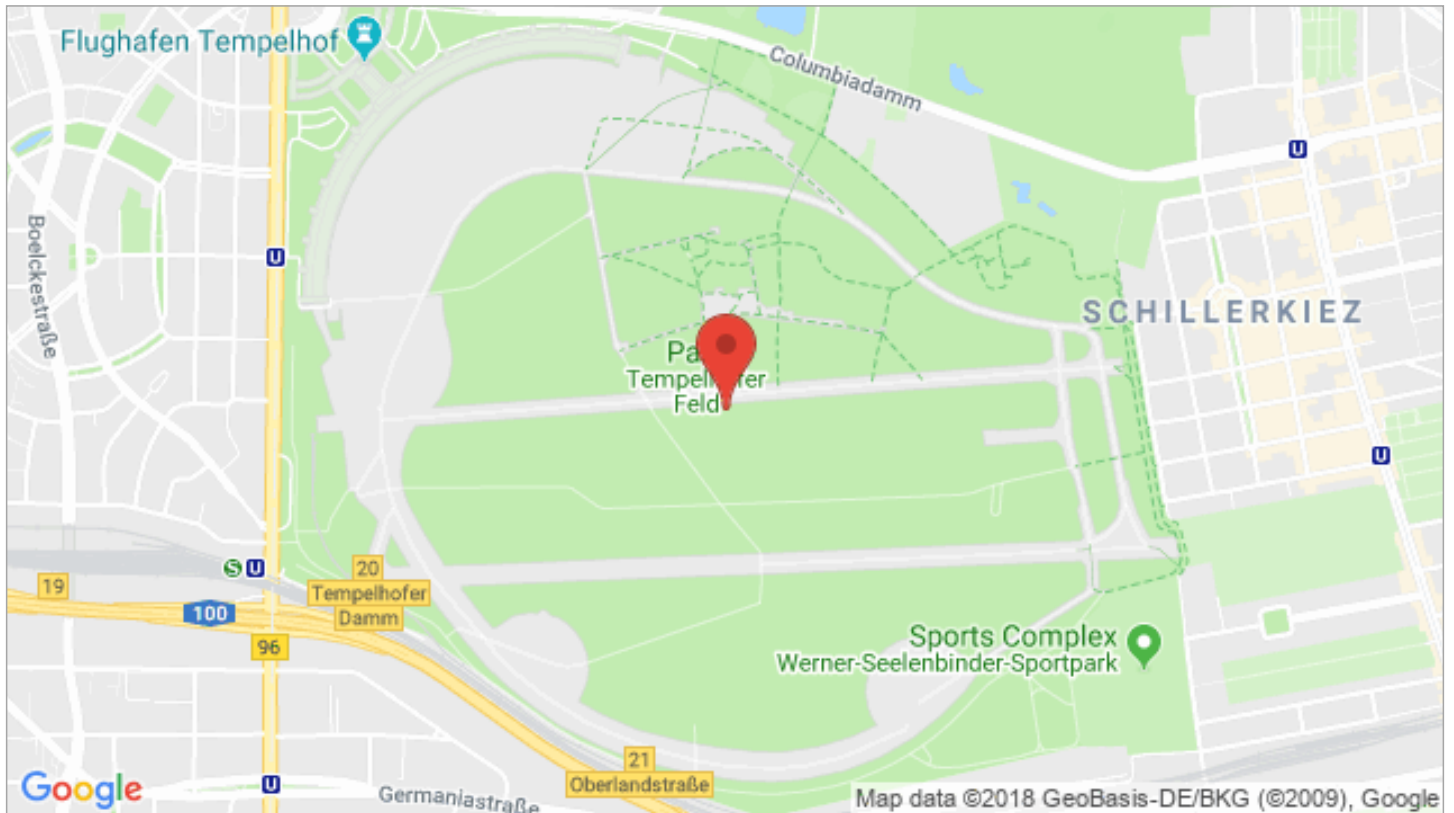 Flughafen Tempelhof
Columbiadamm
U
U
Boelckestraße
SCHILLERKIEZ
Tempelhofer
Feld
U
S U
20
Tempelhofer
Damm
19
100
96
Sports Complex
Werner-Seelenbinder-Sportpark
21
Oberlandstraße
U
Google
Germaniastraße
Map data ©2018 GeoBasis-DE/BKG (©2009), Google